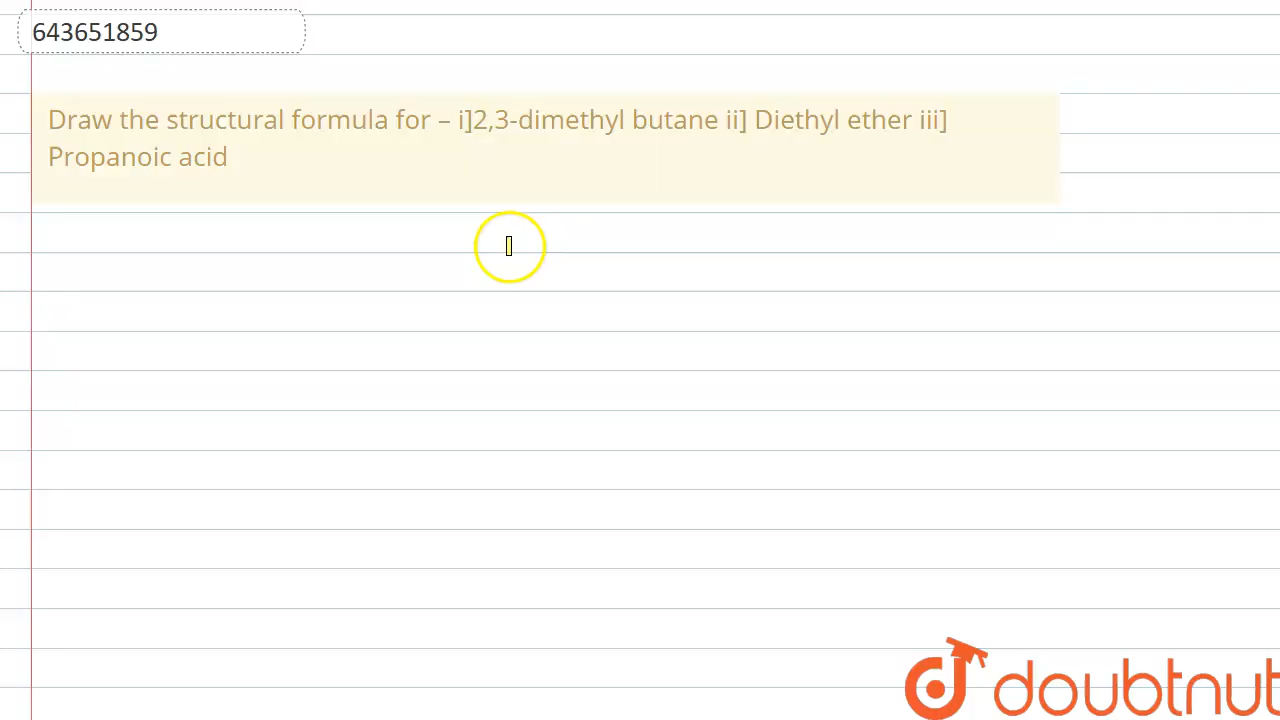 643651859
Draw the structural formula for – i]2,3-dimethyl butane ii] Diethyl ether iii]
Propanoic acid
doubtnut